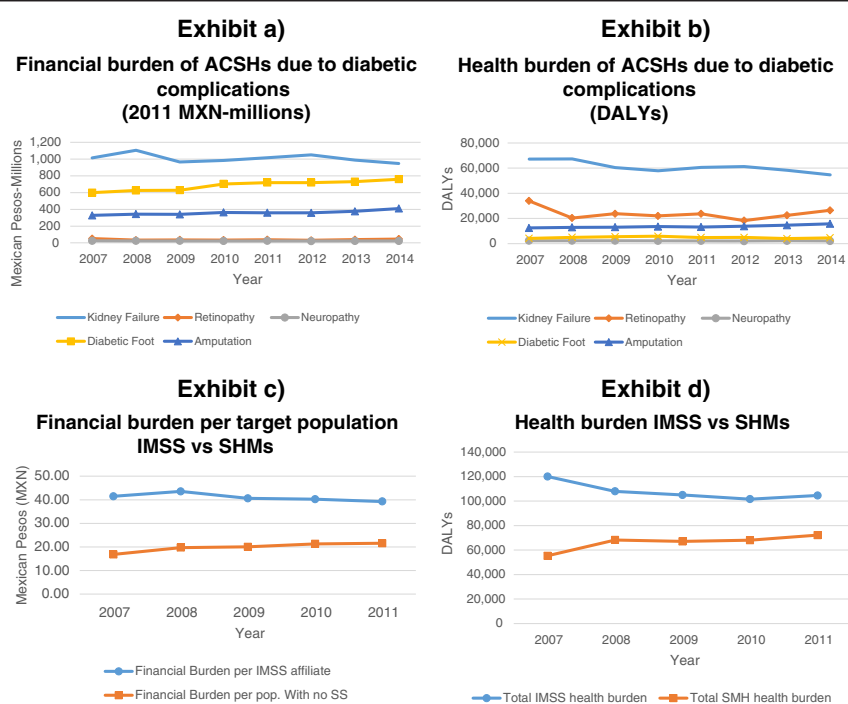 Exhibit a)
Financial burden of ACSHs due to diabetic
complications
(2011 MXN-millions)
Mexican Pesos-Millions
1,200
1,000
800
600
400
200
0
2007 2008 2009 2010 2011 2012 2013 2014
Year
Kidney Failure Retinopathy Neuropathy
Diabetic Foot Amputation
Exhibit b)
Health burden of ACSHs due to diabetic
complications
(DALYs)
DALYs
80,000
60,000
40,000
20,000
0
2007 2008 2009 2010 2011 2012 2013 2014
Year
Kidney Failure Retinopathy Neuropathy
Diabetic Foot Amputation
Exhibit c)
Financial burden per target population
IMSS vs SHMs
Mexican Pesos (MXN)
50.00
40.00
30.00
20.00
10.00
0.00
2007 2008 2009 2010 2011
Year
Financial Burden per IMSS affiliate
Financial Burden per pop. With no SS
Exhibit d)
Health burden IMSS vs SHMs
DALYs
140,000
120,000
100,000
80,000
60,000
40,000
20,000
0
2007 2008 2009 2010 2011
Year
Total IMSS health burden Total SMH health burden